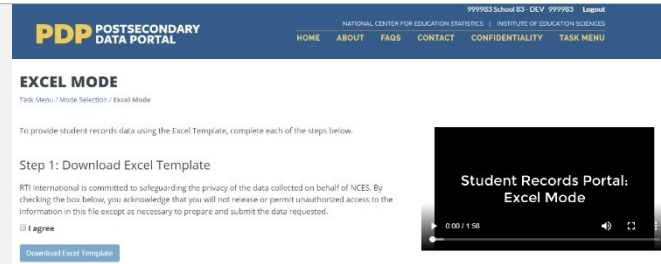 999983 School 83 - DEV 999983 Logout
NATIONAL CENTER FOR EDUCATION STATISTICS | INSTITUTE OF EDUCATION SCIENCES
PDP POSTSECONDARY DATA PORTAL
HOME ABOUT FAQS CONTACT CONFIDENTIALITY TASK MENU
EXCEL MODE
Task Menu / Mode Selection / Excel Mode
To provide student records data using the Excel Template, complete each of the steps below.
Step 1: Download Excel Template
RTI International is committed to safeguarding the privacy of the data collected on behalf of NCES. By
checking the box below, you acknowledge that you will not release or permit unauthorized access to the
information in this file except as necessary to prepare and submit the data requested.
I agree
Download Excel Template
Student Records Portal:
Excel Mode
0:00 / 1:58